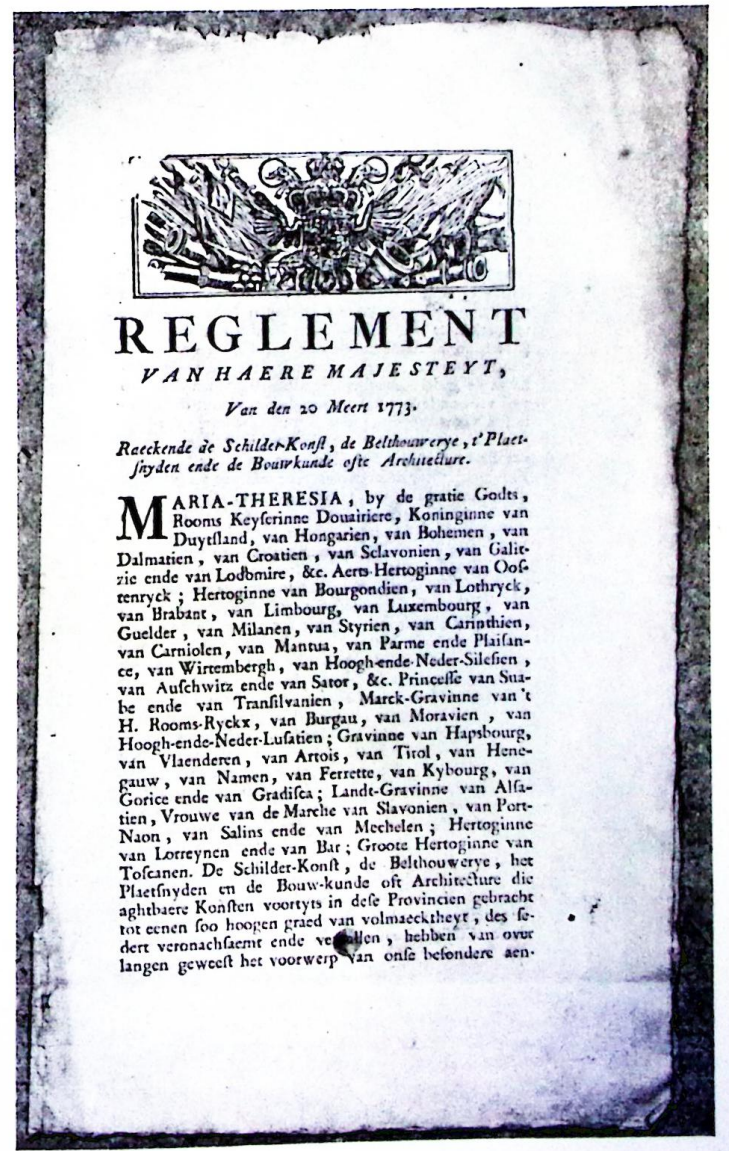 REGLEMENT
VAN HAERE MAJESTEYT,
Van den 20 Meert 1773.
Raeckende de Schilder-Konſt, de Belthouwerye, t'Plaet-
ſnyden ende de Bouwkunde oſte Architecture.
MARIA-THERESIA, by de gratie Godts,
Rooms Keyſerinne Douairiere, Koninginne van
Duytſland, van Hongarien, van Bohemen, van
Dalmatien, van Croatien, van Sclavonien, van Galit-
zie ende van Lodomire, &c. Aerts-Hertoginne van Ooſ-
tenryck; Hertoginne van Bourgondien, van Lothryck,
van Brabant, van Limbourg, van Luxembourg, van
Guelder, van Milanen, van Styrien, van Carinthien,
van Carniolen, van Mantua, van Parme ende Plaiſan-
ce, van Wirtembergh, van Hoogh-ende-Neder-Sileſien,
van Auſchwitz ende van Sator, &c. Princeſſe van Sua-
be ende van Tranſilvanien, Marck-Gravinne van't
H. Rooms-Ryckx, van Burgau, van Moravien, van
Hoogh-ende-Neder-Luſatien; Gravinne van Hapsbourg,
van Vlaenderen, van Artois, van Tirol, van Hene-
gauw, van Namen, van Ferrette, van Kybourg, van
Gorice ende van Gradiſca; Landt-Gravinne van Alſa-
tien, Vrouwe van de Marche van Slavonien, van Port-
Naon, van Salins ende van Mechelen; Hertoginne
van Lorreynen ende van Bar; Groote Hertoginne van
Toſcanen. De Schilder-Konſt, de Belthouwerye, het
Plaetſnyden en de Bouw-kunde oft Architecture die
aghtbaere Konſten voortyts in deſe Provincien gebracht
tot eenen ſoo hoogen graed van volmaecktheyt, des ſe-
dert veronachſaemt ende, hebben van over
langen geweeſt het voorwerp van onſe beſondere aen-